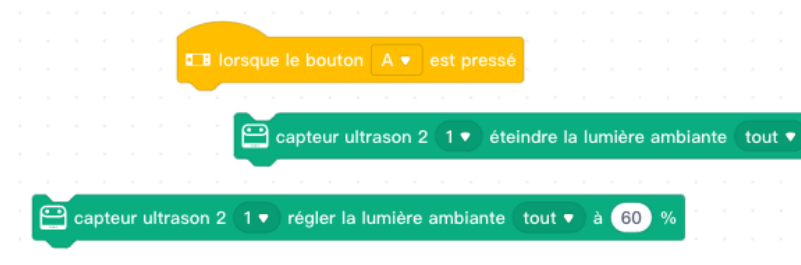 lorsque le bouton A ▼ est pressé
capteur ultrason 2 1 ▼ éteindre la lumière ambiante tout ▼
capteur ultrason 2 1 ▼ régler la lumière ambiante tout ▼ à 60 %